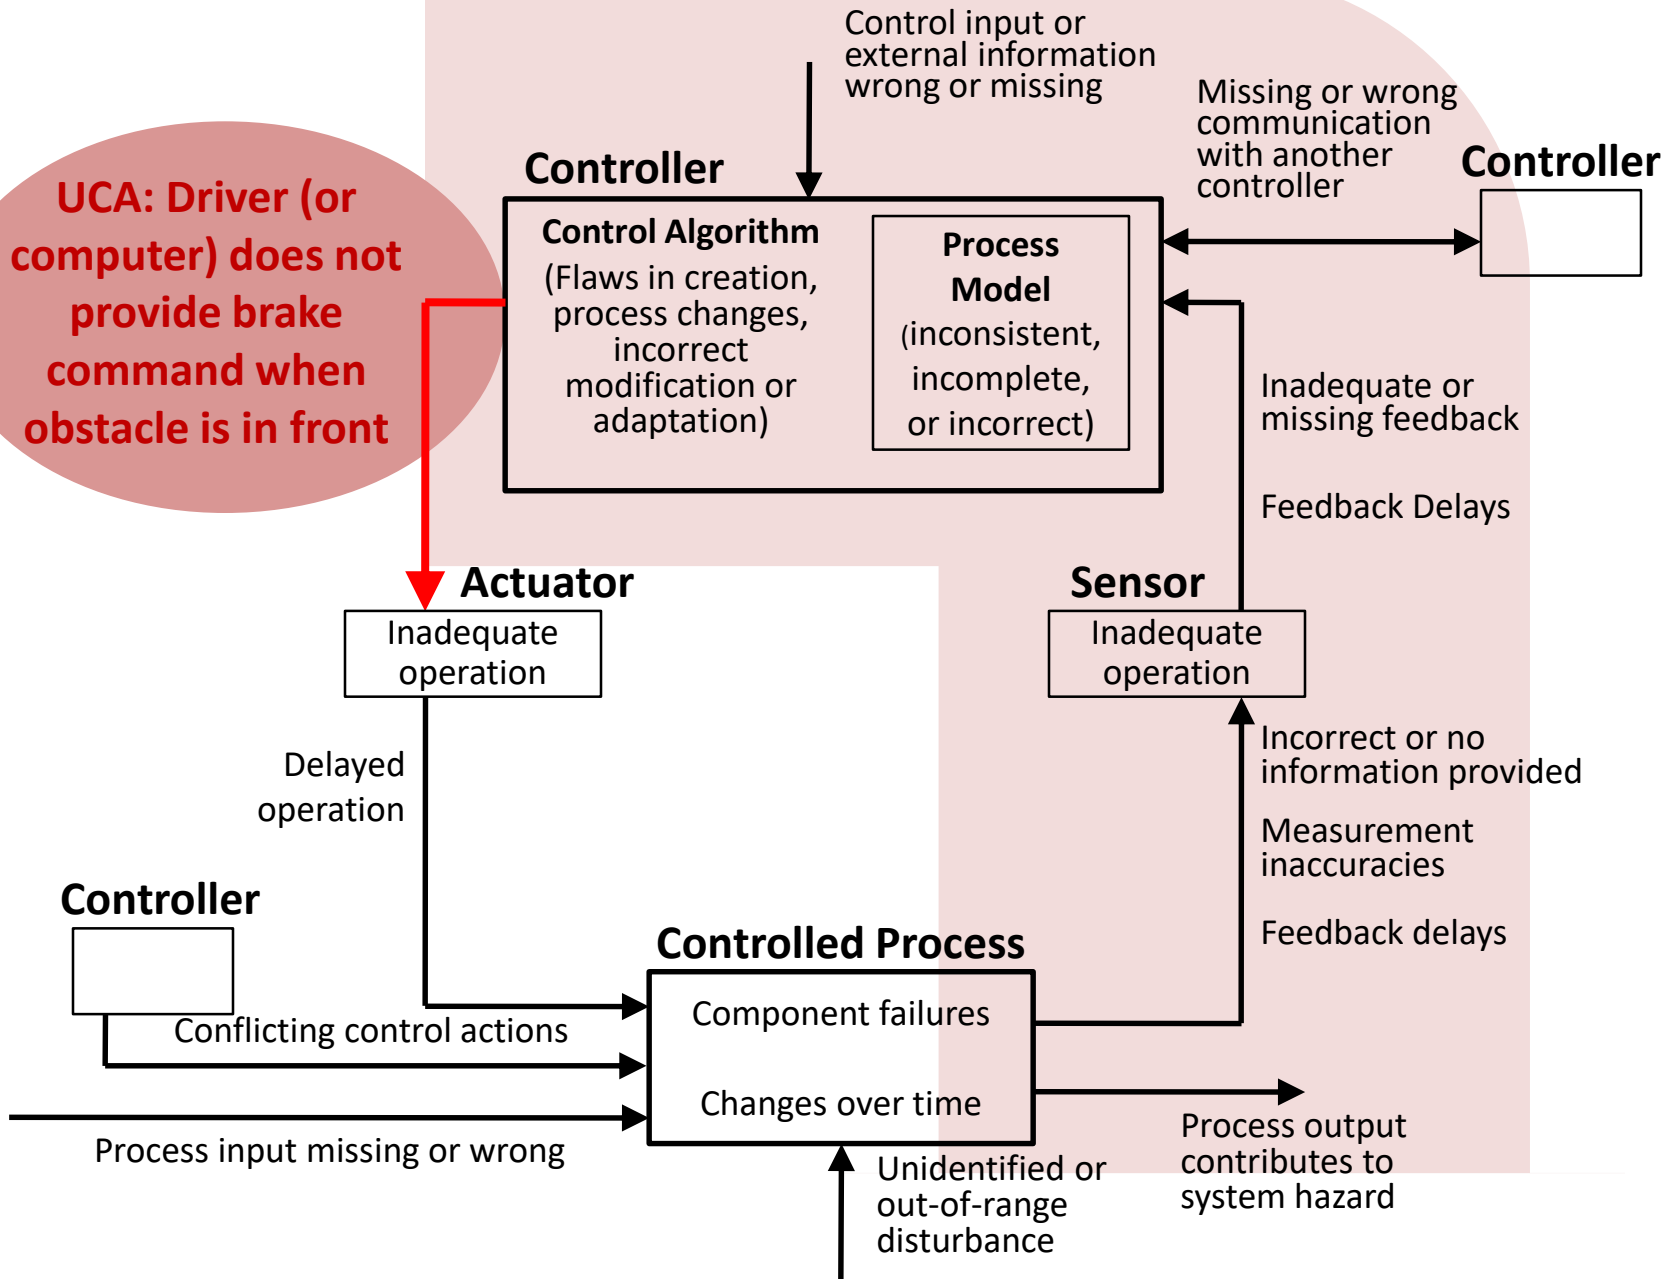 Control input or
external information
wrong or missing
Missing or wrong
communication
with another
controller
Controller
Controller
UCA: Driver (or
computer) does not
provide brake
command when
obstacle is in front
Control Algorithm
(Flaws in creation,
process changes,
incorrect
modification or
adaptation)
Process
Model
(inconsistent,
incomplete,
or incorrect)
Inadequate or
missing feedback
Feedback Delays
Actuator
Inadequate
operation
Sensor
Inadequate
operation
Delayed
operation
Incorrect or no
information provided
Measurement
inaccuracies
Feedback delays
Controller
Conflicting control actions
Controlled Process
Component failures
Changes over time
Process input missing or wrong
Unidentified or
out-of-range
disturbance
Process output
contributes to
system hazard